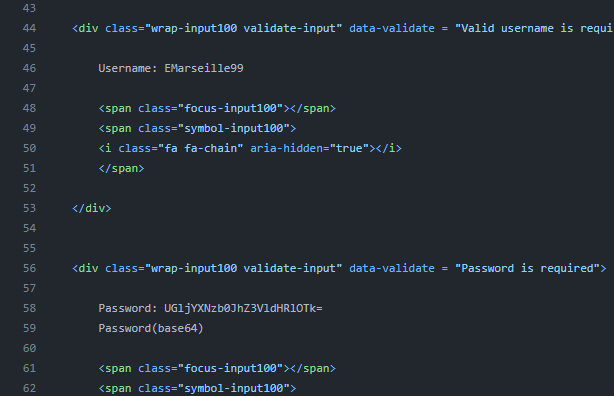 43
44 <div class="wrap-input100 validate-input" data-validate = "Valid username is requi
45
46 Username: EMarseille99
47
48 <span class="focus-input100"></span>
49 <span class="symbol-input100">
50 <i class="fa fa-chain" aria-hidden="true"></i>
51 </span>
52
53 </div>
54
55
56 <div class="wrap-input100 validate-input" data-validate = "Password is required">
57
58 Password: UGljYXNzb0JhZ3VldHRlOTk=
59 Password(base64)
60
61 <span class="focus-input100"></span>
62 <span class="symbol-input100">